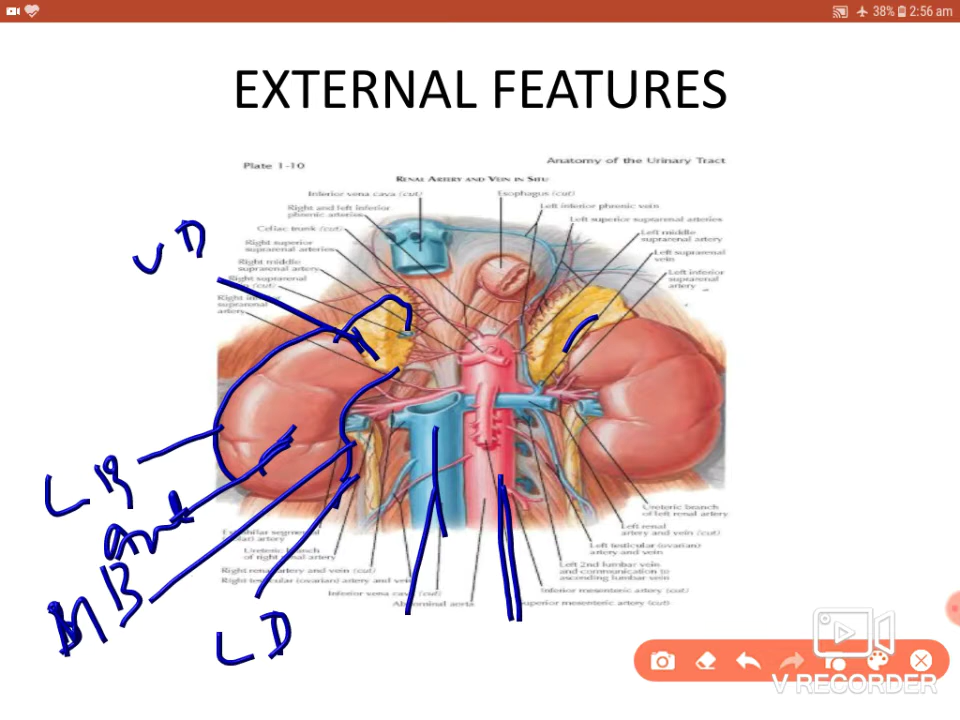 38% 2:56 am
EXTERNAL FEATURES
Plate 1-10
Anatomy of the Urinary Tract
RENAL ARTERY AND VEIN IN SITU
Inferior vena cava (cut)
Esophagus (cut)
Right and left inferior
phrenic arteries
Left inferior phrenic vein
Left superior suprarenal arteries
Celiac trunk (cut)
Left middle
suprarenal artery
Right superior
suprarenal arteries
Left suprarenal
vein
Right middle
suprarenal artery
Left inferior
suprarenal
artery
Right suprarenal
(cut)
Right
suprarenal
artery
L B
Ant
MB
LD
segmental
artery
Ureteric branch
of right renal artery
Right renal artery and vein (cut)
Right testicular (ovarian) artery and vein
Inferior vena cava (cut)
Abdominal aorta
Ureteric branch
of left renal artery
Left renal
artery and vein (cut)
Left testicular (ovarian)
artery and vein
Left 2nd lumbar vein
and communication to
ascending lumbar vein
Inferior mesenteric artery (cut)
Superior mesenteric artery (cut)
V RECORDER